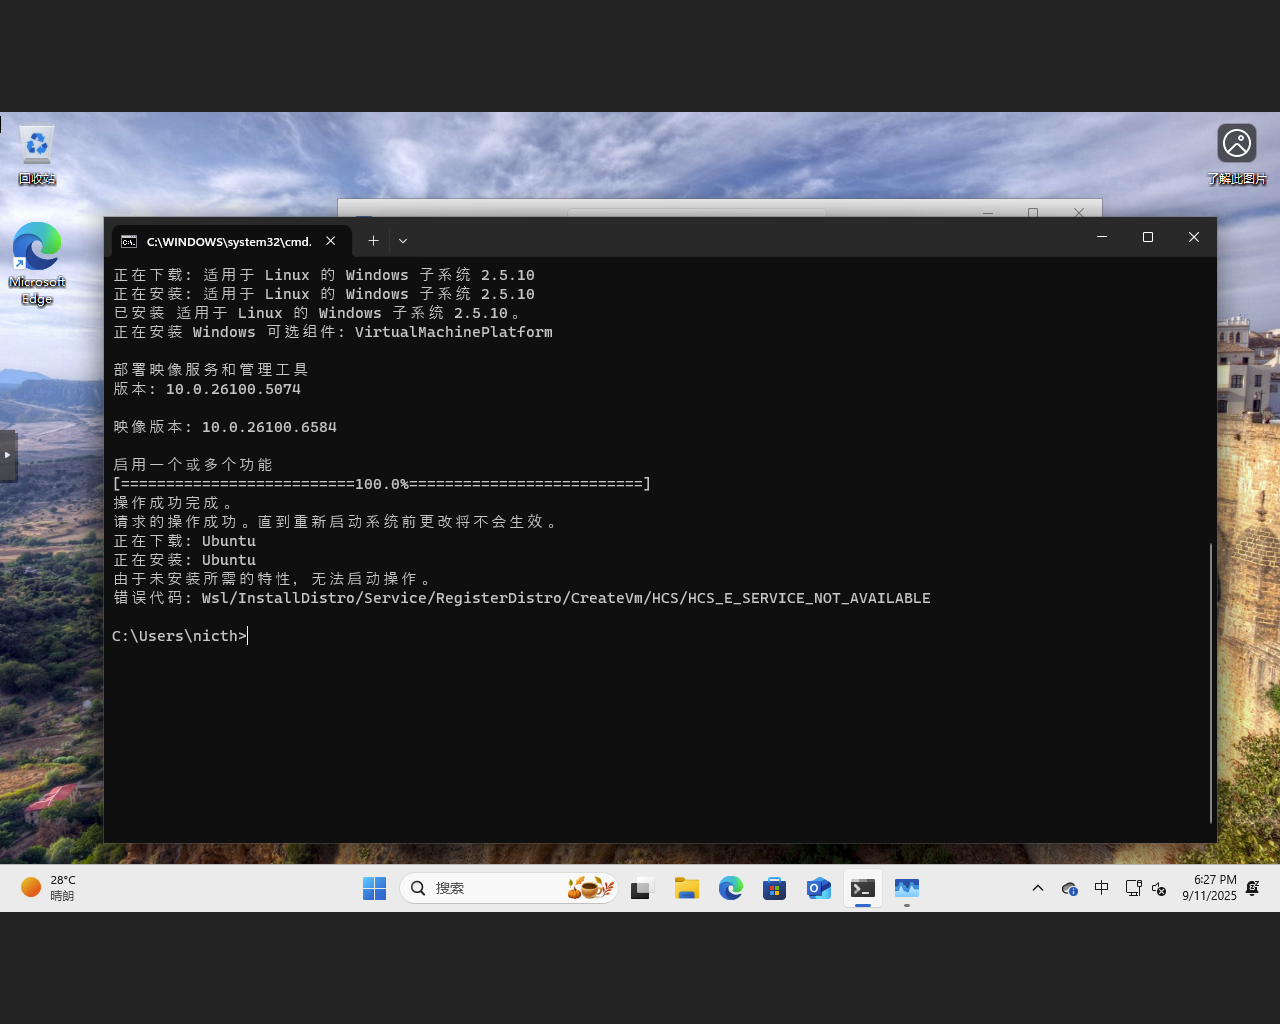 回收站
了解此图片
Microsoft
Edge
C:\WINDOWS\system32\cmd.
正在下载: 适用于 Linux 的 Windows 子系统 2.5.10
正在安装: 适用于 Linux 的 Windows 子系统 2.5.10
已安装 适用于 Linux 的 Windows 子系统 2.5.10。
正在安装 Windows 可选组件: VirtualMachinePlatform
部署映像服务和管理工具
版本: 10.0.26100.5074
映像版本: 10.0.26100.6584
启用一个或多个功能
[==========================100.0%==========================]
操作成功完成。
请求的操作成功。直到重新启动系统前更改将不会生效。
正在下载: Ubuntu
正在安装: Ubuntu
由于未安装所需的特性, 无法启动操作。
错误代码: Wsl/InstallDistro/Service/RegisterDistro/CreateVm/HCS/HCS_E_SERVICE_NOT_AVAILABLE
C:\Users\nicth>
28°C
晴朗
搜索
中
6:27 PM
9/11/2025